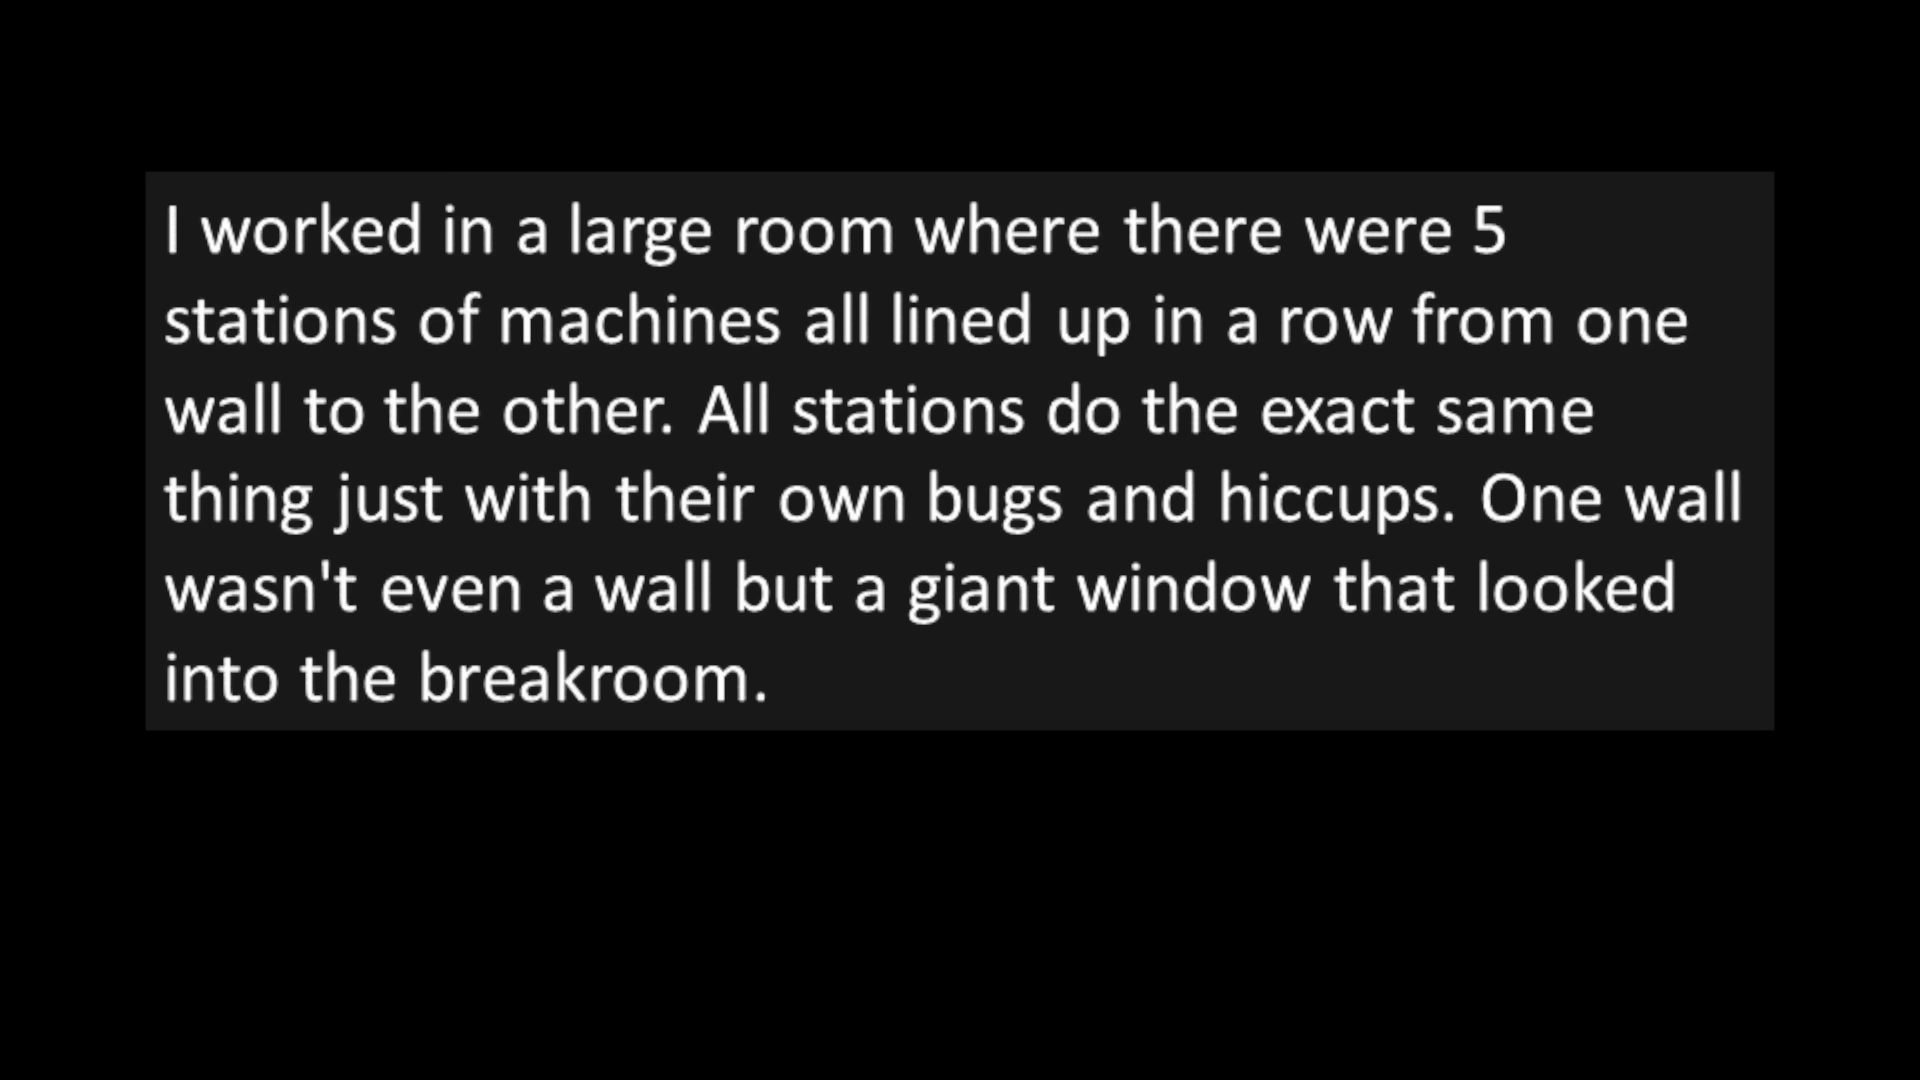 I worked in a large room where there were 5
stations of machines all lined up in a row from one
wall to the other. All stations do the exact same
thing just with their own bugs and hiccups. One wall
wasn't even a wall but a giant window that looked
into the breakroom.